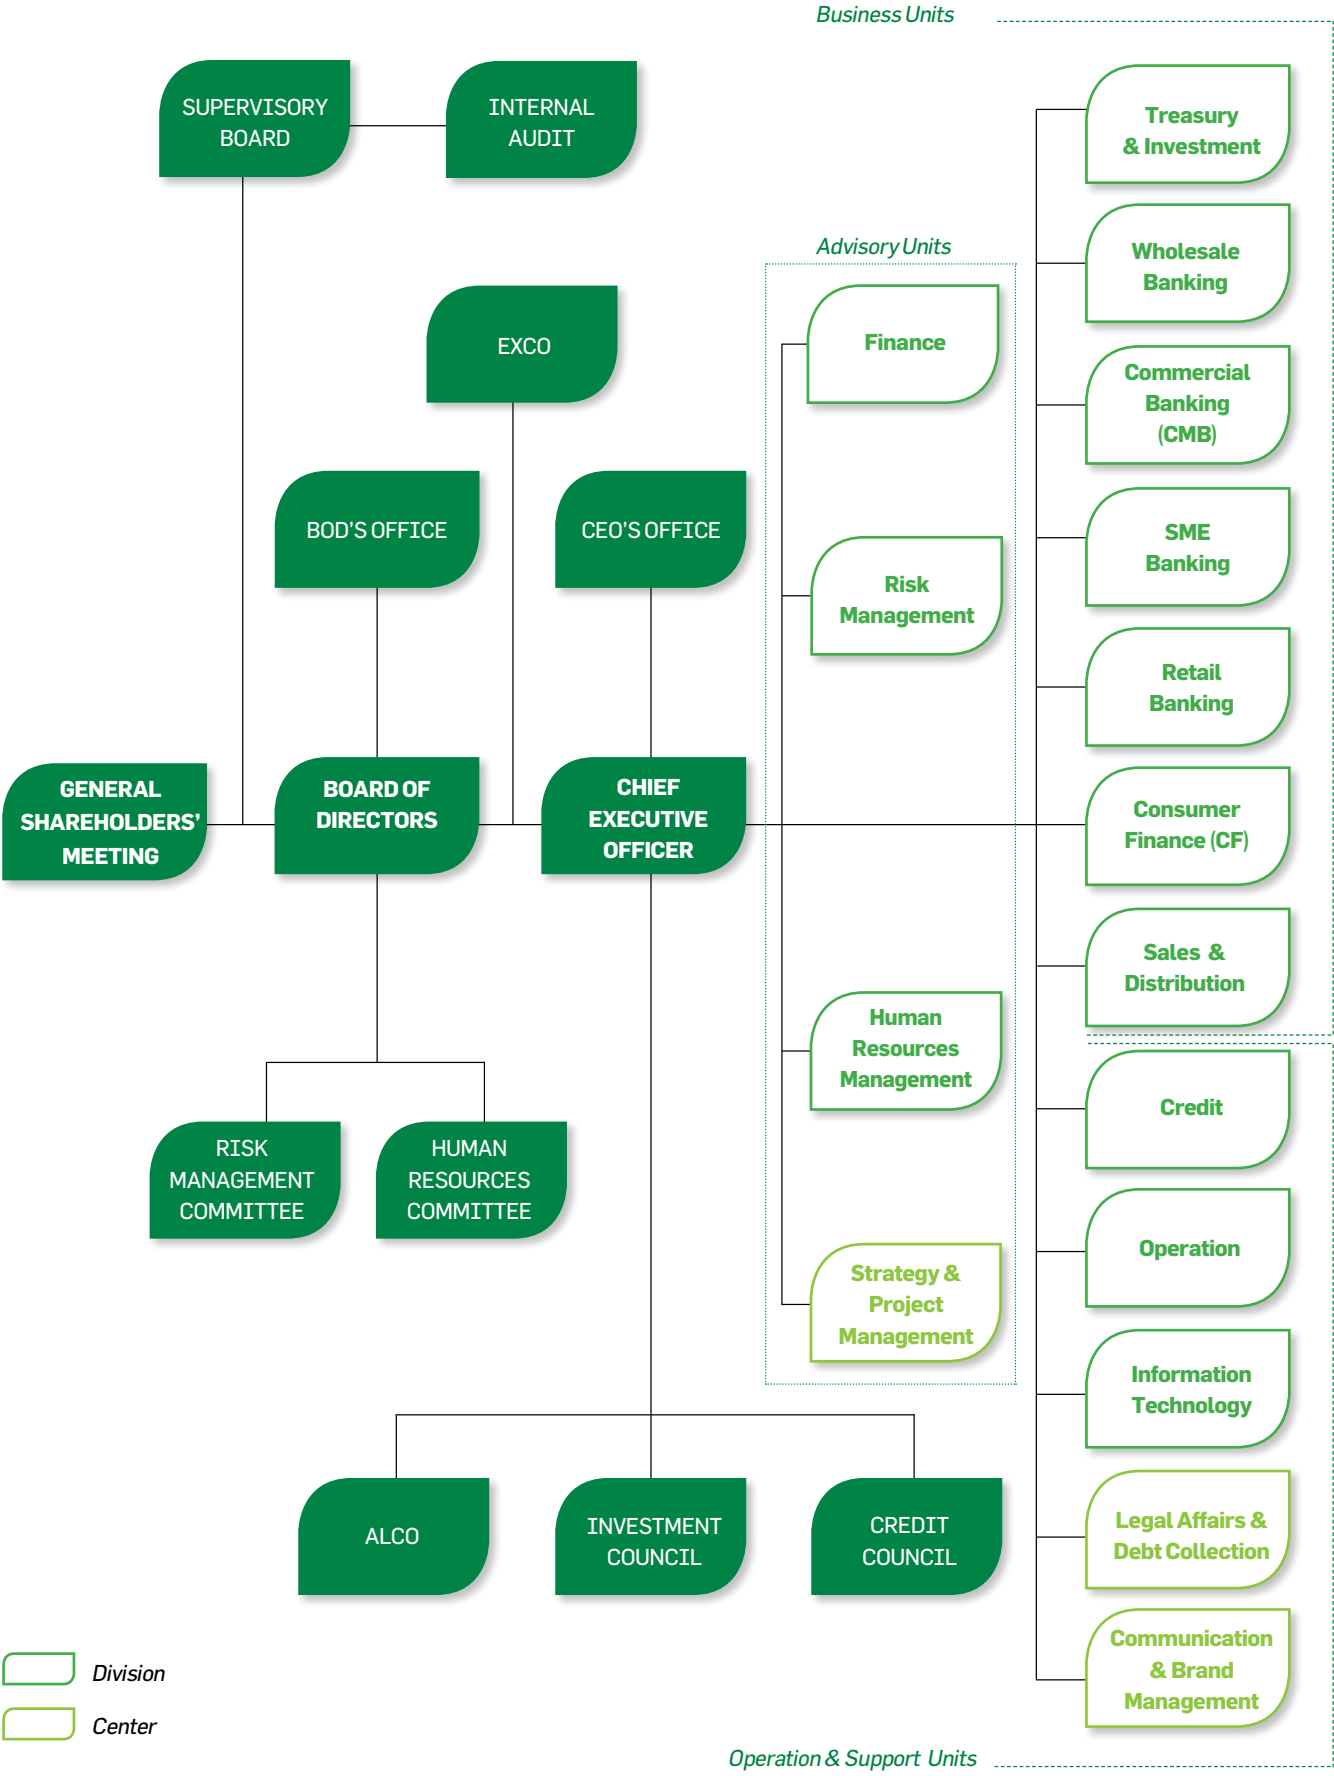 Business Units
SUPERVISORY
BOARD
INTERNAL
AUDIT
Treasury
& Investment
Wholesale
Banking
Advisory Units
Finance
EXCO
Commercial
Banking
(CMB)
BOD'S OFFICE
CEO'S OFFICE
SME
Banking
Risk
Management
Retail
Banking
GENERAL
SHAREHOLDERS'
MEETING
BOARD OF
DIRECTORS
CHIEF
EXECUTIVE
OFFICER
Consumer
Finance (CF)
Sales &
Distribution
Human
Resources
Management
Credit
RISK
MANAGEMENT
COMMITTEE
HUMAN
RESOURCES
COMMITTEE
Operation
Strategy &
Project
Management
Information
Technology
ALCO
INVESTMENT
COUNCIL
CREDIT
COUNCIL
Legal Affairs &
Debt Collection
Communication
& Brand
Management
Division
Center
Operation & Support Units